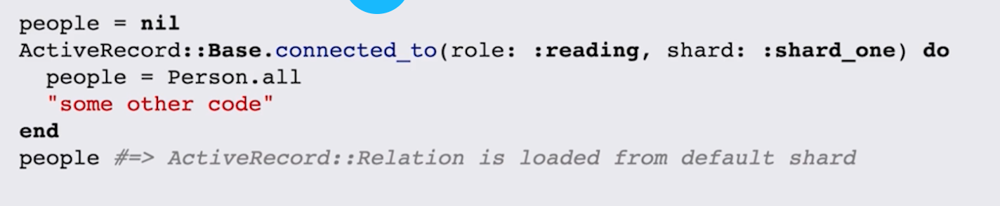 people = nil
ActiveRecord::Base.connected_to(role: :reading, shard: :shard_one) do
  people = Person.all
  "some other code"
end
people #=> ActiveRecord::Relation is loaded from default shard